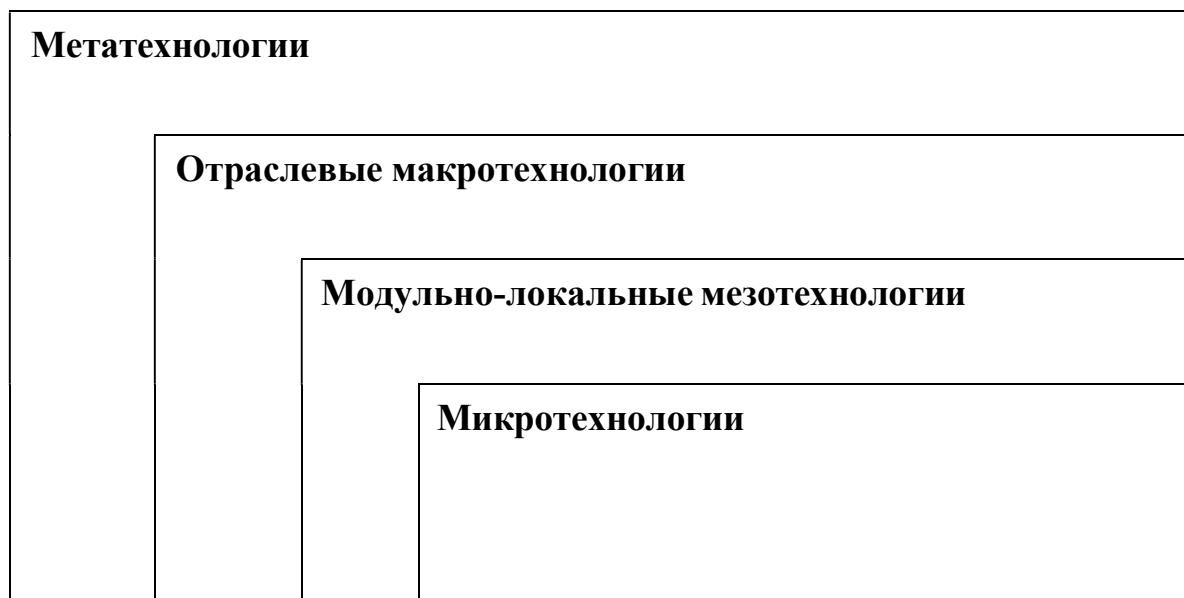 Метатехнологии
Отраслевые макротехнологии
Модульно-локальные мезотехнологии
Микротехнологии